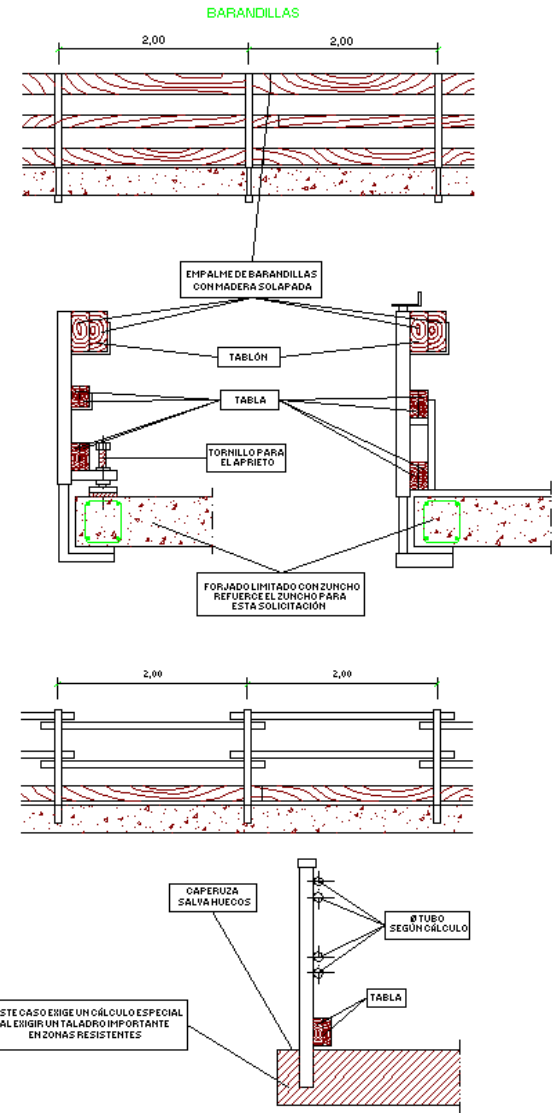 BARANDILLAS
2,00
2,00
EMPALME DE BARANDILLAS
CON MADERA SOLAPADA
TABLÓN
TABLA
TORNILLO PARA
EL APRIETO
FORJADO LIMITADO CON ZUNCHO
REFUERCE EL ZUNCHO PARA
ESTA SOLICITACIÓN
2,00
2,00
CAPERUZA
SALVA HUECOS
Ø TUBO
SEGÚN CÁLCULO
TABLA
STE CASO EXIGE UN CÁLCULO ESPECIAL
AL EXIGIR UN TALADRO IMPORTANTE
EN ZONAS RESISTENTES